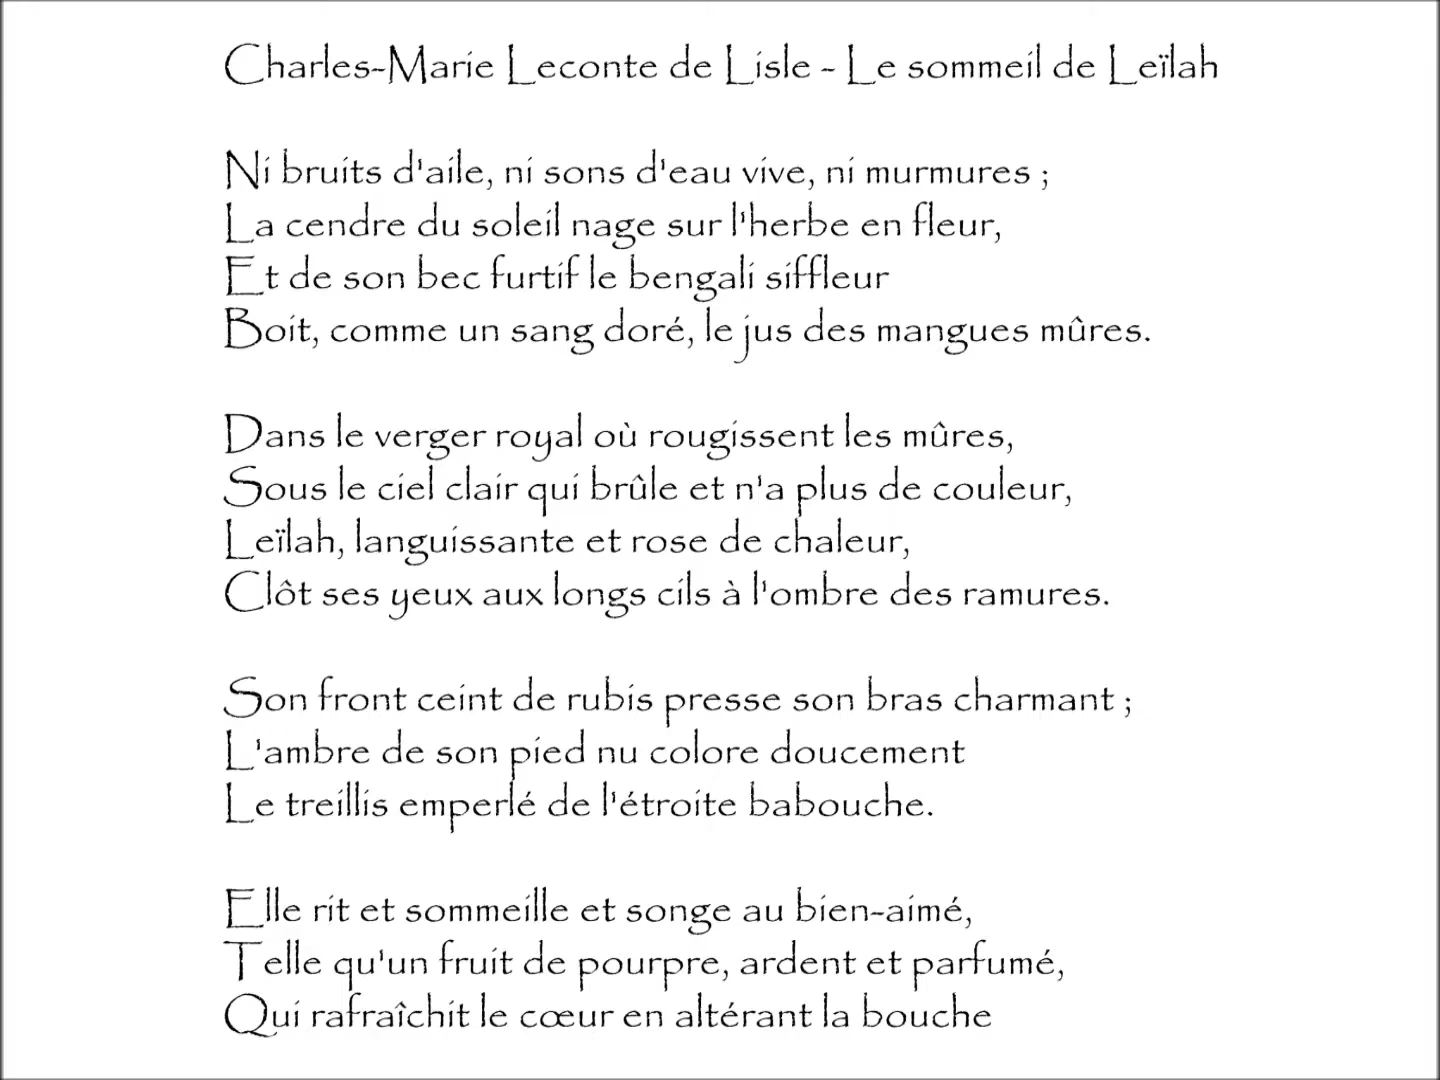 Charles-Marie Leconte de Lisle - Le sommeil de Leïlah
Ni bruits d'aile, ni sons d'eau vive, ni murmures ;
La cendre du soleil nage sur l'herbe en fleur,
Et de son bec furtif le bengali siffleur
Boit, comme un sang doré, le jus des mangues mûres.
Dans le verger royal où rougissent les mûres,
Sous le ciel clair qui brûle et n'a plus de couleur,
Leïlah, languissante et rose de chaleur,
Clôt ses yeux aux longs cils à l'ombre des ramures.
Son front ceint de rubis presse son bras charmant ;
L'ambre de son pied nu colore doucement
Le treillis emperlé de l'étroite babouche.
Elle rit et sommeille et songe au bien-aimé,
Telle qu'un fruit de pourpre, ardent et parfumé,
Qui rafraîchit le cœur en altérant la bouche